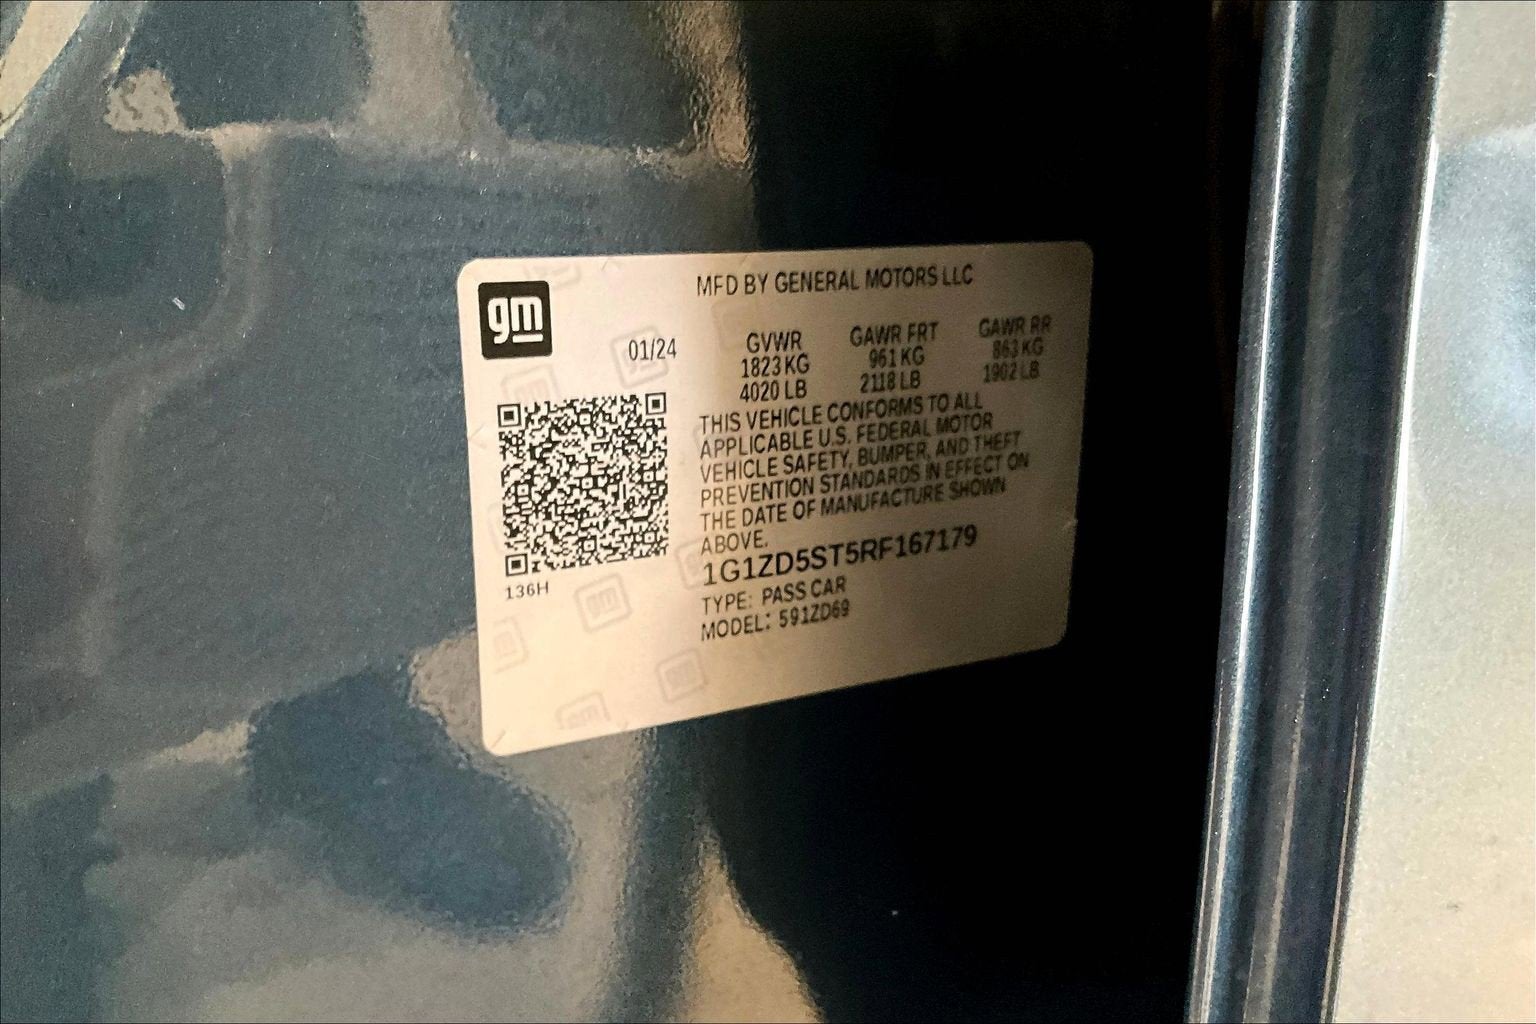 gm
MFD BY GENERAL MOTORS LLC
01/24
GVWR GAWR FRT GAWR RR
1823 KG 961 KG 863 KG
4020 LB 2118 LB 1902 LB
THIS VEHICLE CONFORMS TO ALL
APPLICABLE U.S. FEDERAL MOTOR
VEHICLE SAFETY, BUMPER, AND THEFT
PREVENTION STANDARDS IN EFFECT ON
THE DATE OF MANUFACTURE SHOWN
ABOVE.
136H
1G1ZD5ST5RF167179
TYPE: PASS CAR
MODEL: 591ZD69